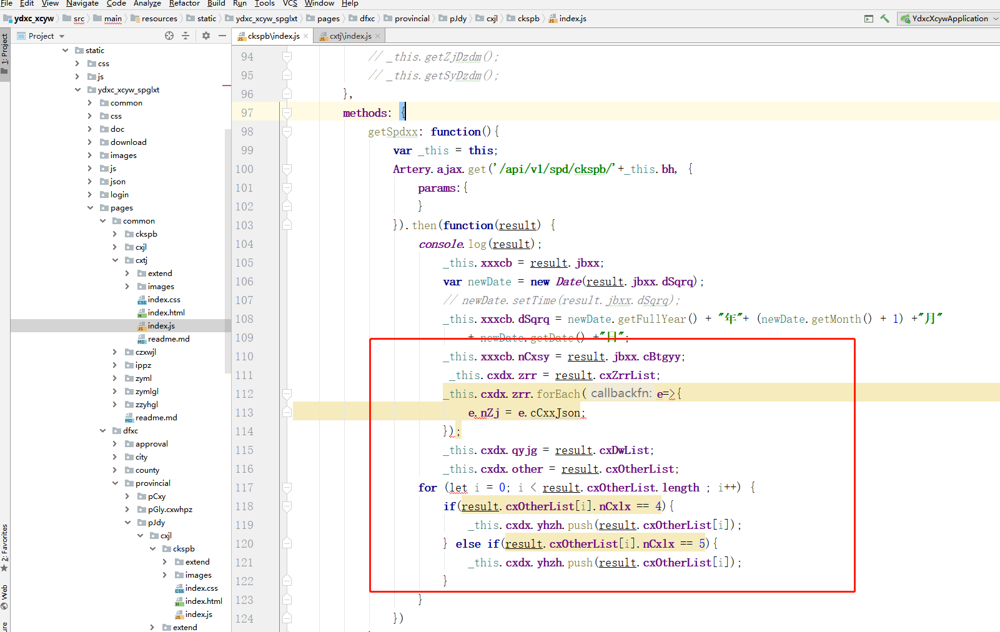 File Edit View Navigate Code Analyze Refactor Build Run Tools VCS Window Help
ydxc_xcyw src main resources static ydxc_xcyw_spglxt pages dfxc provincial pJdy cxjl ckspb index.js YdxcXcywApplication
1: Project
Project
ckspb\index.js cxtj\index.js
static
css
js
ydxc_xcyw_spglxt
common
css
doc
download
images
js
json
login
pages
common
ckspb
cxjl
cxtj
extend
images
index.css
index.html
index.js
readme.md
czxwjl
ippz
zyml
zymlgl
zzyhgl
readme.md
dfxc
approval
city
county
provincial
pCxy
pGly.cxwhpz
pJdy
cxjl
ckspb
extend
images
index.css
index.html
index.js
extend
2: Favorites
Web
94 // _this.getZjDzdm();
95 // _this.getSyDzdm();
96 },
97 methods: {
98 getSpdxx: function(){
99 var _this = this;
100 Artery.ajax.get('/api/v1/spd/ckspb/'+_this.bh, {
101 params:{
102 }
103 }).then(function(result) {
104 console.log(result);
105 _this.xxxcb = result.jbxx;
106 var newDate = new Date(result.jbxx.dSqrq);
107 // newDate.setTime(result.jbxx.dSqrq);
108 _this.xxxcb.dSqrq = newDate.getFullYear() + "年"+ (newDate.getMonth() + 1) +"月"
109 + newDate.getDate() +"日";
110 _this.xxxcb.nCxsy = result.jbxx.cBtgyy;
111 _this.cxdx.zrr = result.cxZrrList;
112 _this.cxdx.zrr.forEach( callbackfn: e=>{
113 e.nZj = e.cCxxJson;
114 });
115 _this.cxdx.qyjg = result.cxDwList;
116 _this.cxdx.other = result.cxOtherList;
117 for (let i = 0; i < result.cxOtherList.length ; i++) {
118 if(result.cxOtherList[i].nCxlx == 4){
119 _this.cxdx.yhzh.push(result.cxOtherList[i]);
120 } else if(result.cxOtherList[i].nCxlx == 5){
121 _this.cxdx.yhzh.push(result.cxOtherList[i]);
122 }
123 }
124 })